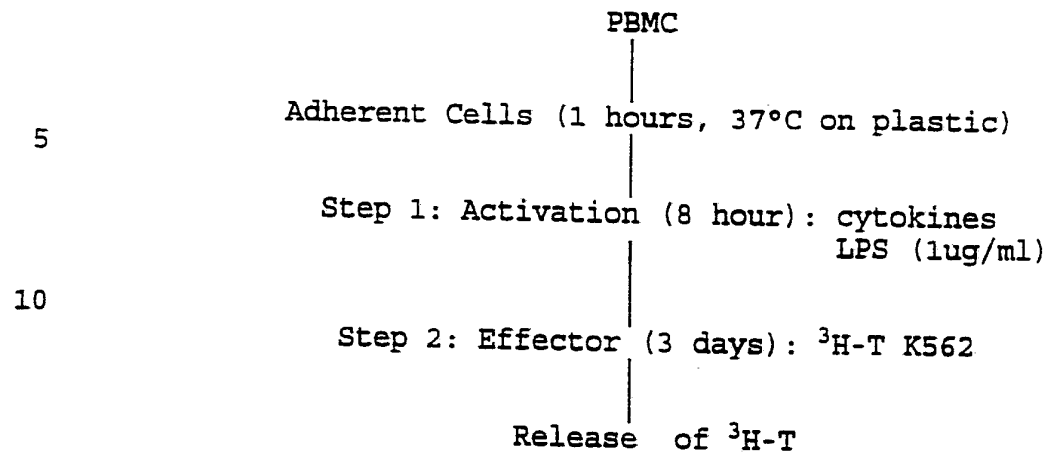 PBMC
Adherent Cells (1 hours, 37°C on plastic)
5
Step 1: Activation (8 hour): cytokines
LPS (1ug/ml)
10
Step 2: Effector (3 days): ³H-T K562
Release of ³H-T